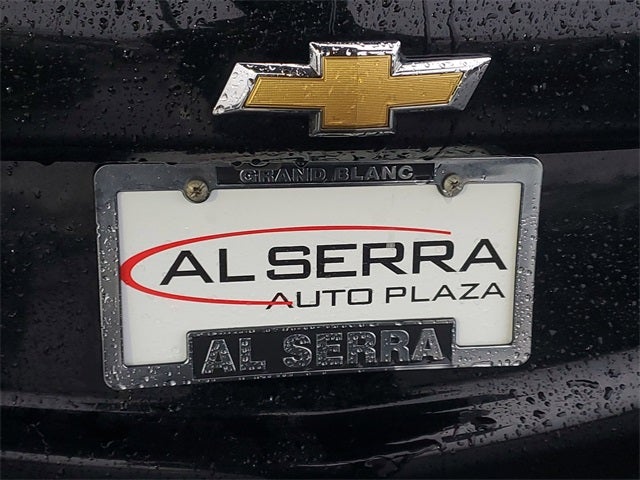 GRAND BLANC
AL SERRA
AUTO PLAZA
AL SERRA